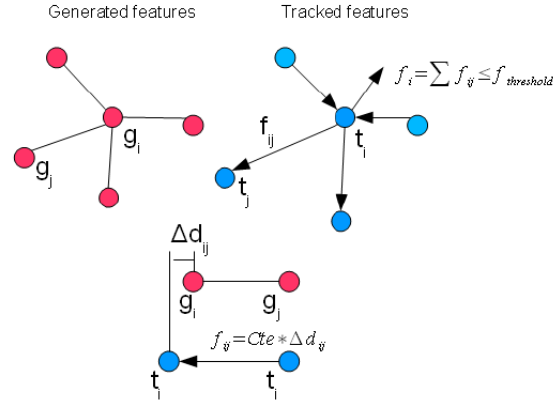 Generated features
Tracked features
f_i = ∑ f_ij ≤ f_threshold
g_i
g_j
f_ij
t_i
t_j
Δd_ij
g_i
g_j
f_ij = Cte * Δd_ij
t_i
t_i